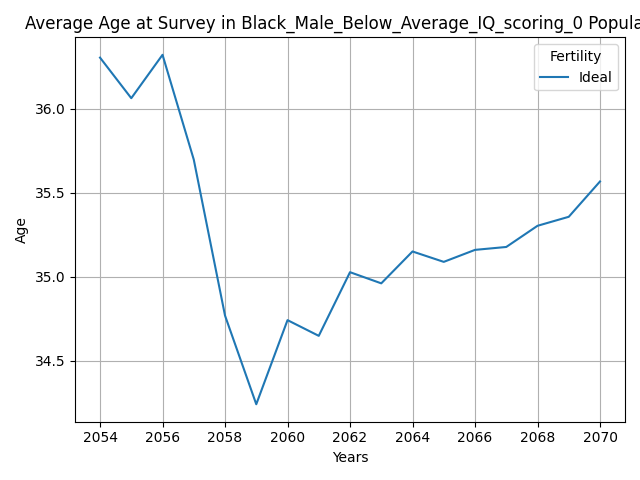 Average Age at Survey in Black_Male_Below_Average_IQ_scoring_0 Popula
Fertility
Ideal
36.0
35.5
35.0
34.5
Age
2054 2056 2058 2060 2062 2064 2066 2068 2070
Years